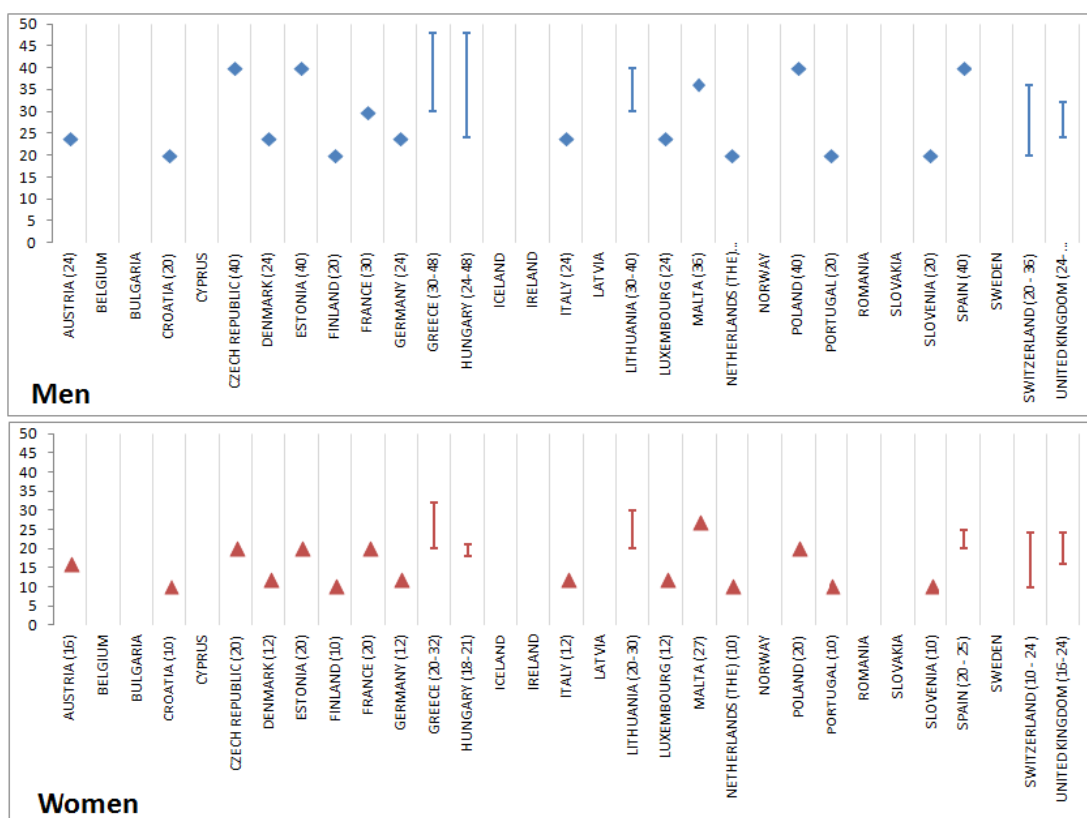 50
45
40
35
30
25
20
15
10
5
0
AUSTRIA (24)
BELGIUM
BULGARIA
CROATIA (20)
CYPRUS
CZECH REPUBLIC (40)
DENMARK (24)
ESTONIA (40)
FINLAND (20)
FRANCE (30)
GERMANY (24)
GREECE (30-48)
HUNGARY (24-48)
ICELAND
IRELAND
ITALY (24)
LATVIA
LITHUANIA (30-40)
LUXEMBOURG (24)
MALTA (36)
NETHERLANDS (THE)...
NORWAY
POLAND (40)
PORTUGAL (20)
ROMANIA
SLOVAKIA
SLOVENIA (20)
SPAIN (40)
SWEDEN
SWITZERLAND (20 - 36)
UNITED KINGDOM (24-...
Men
50
45
40
35
30
25
20
15
10
5
0
AUSTRIA (16)
BELGIUM
BULGARIA
CROATIA (10)
CYPRUS
CZECH REPUBLIC (20)
DENMARK (12)
ESTONIA (20)
FINLAND (10)
FRANCE (20)
GERMANY (12)
GREECE (20-32)
HUNGARY (18-21)
ICELAND
IRELAND
ITALY (12)
LATVIA
LITHUANIA (20-30)
LUXEMBOURG (12)
MALTA (27)
NETHERLANDS (THE) (10)
NORWAY
POLAND (20)
PORTUGAL (10)
ROMANIA
SLOVAKIA
SLOVENIA (10)
SPAIN (20 - 25)
SWEDEN
SWITZERLAND (10 - 24)
UNITED KINGDOM (16-24)
Women